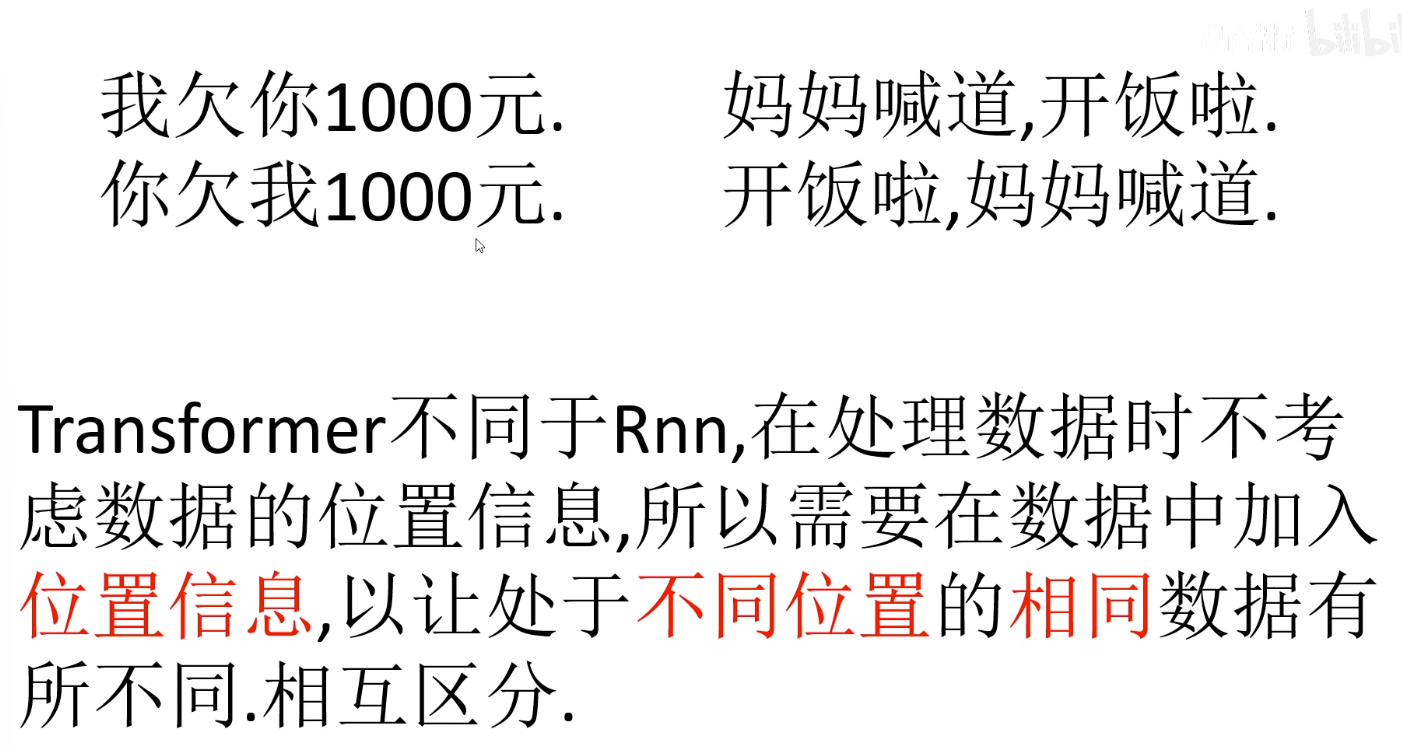 我欠你1000元. 妈妈喊道,开饭啦.
你欠我1000元. 开饭啦,妈妈喊道.
Transformer不同于Rnn,在处理数据时不考
虑数据的位置信息,所以需要在数据中加入
位置信息,以让处于不同位置的相同数据有
所不同.相互区分.